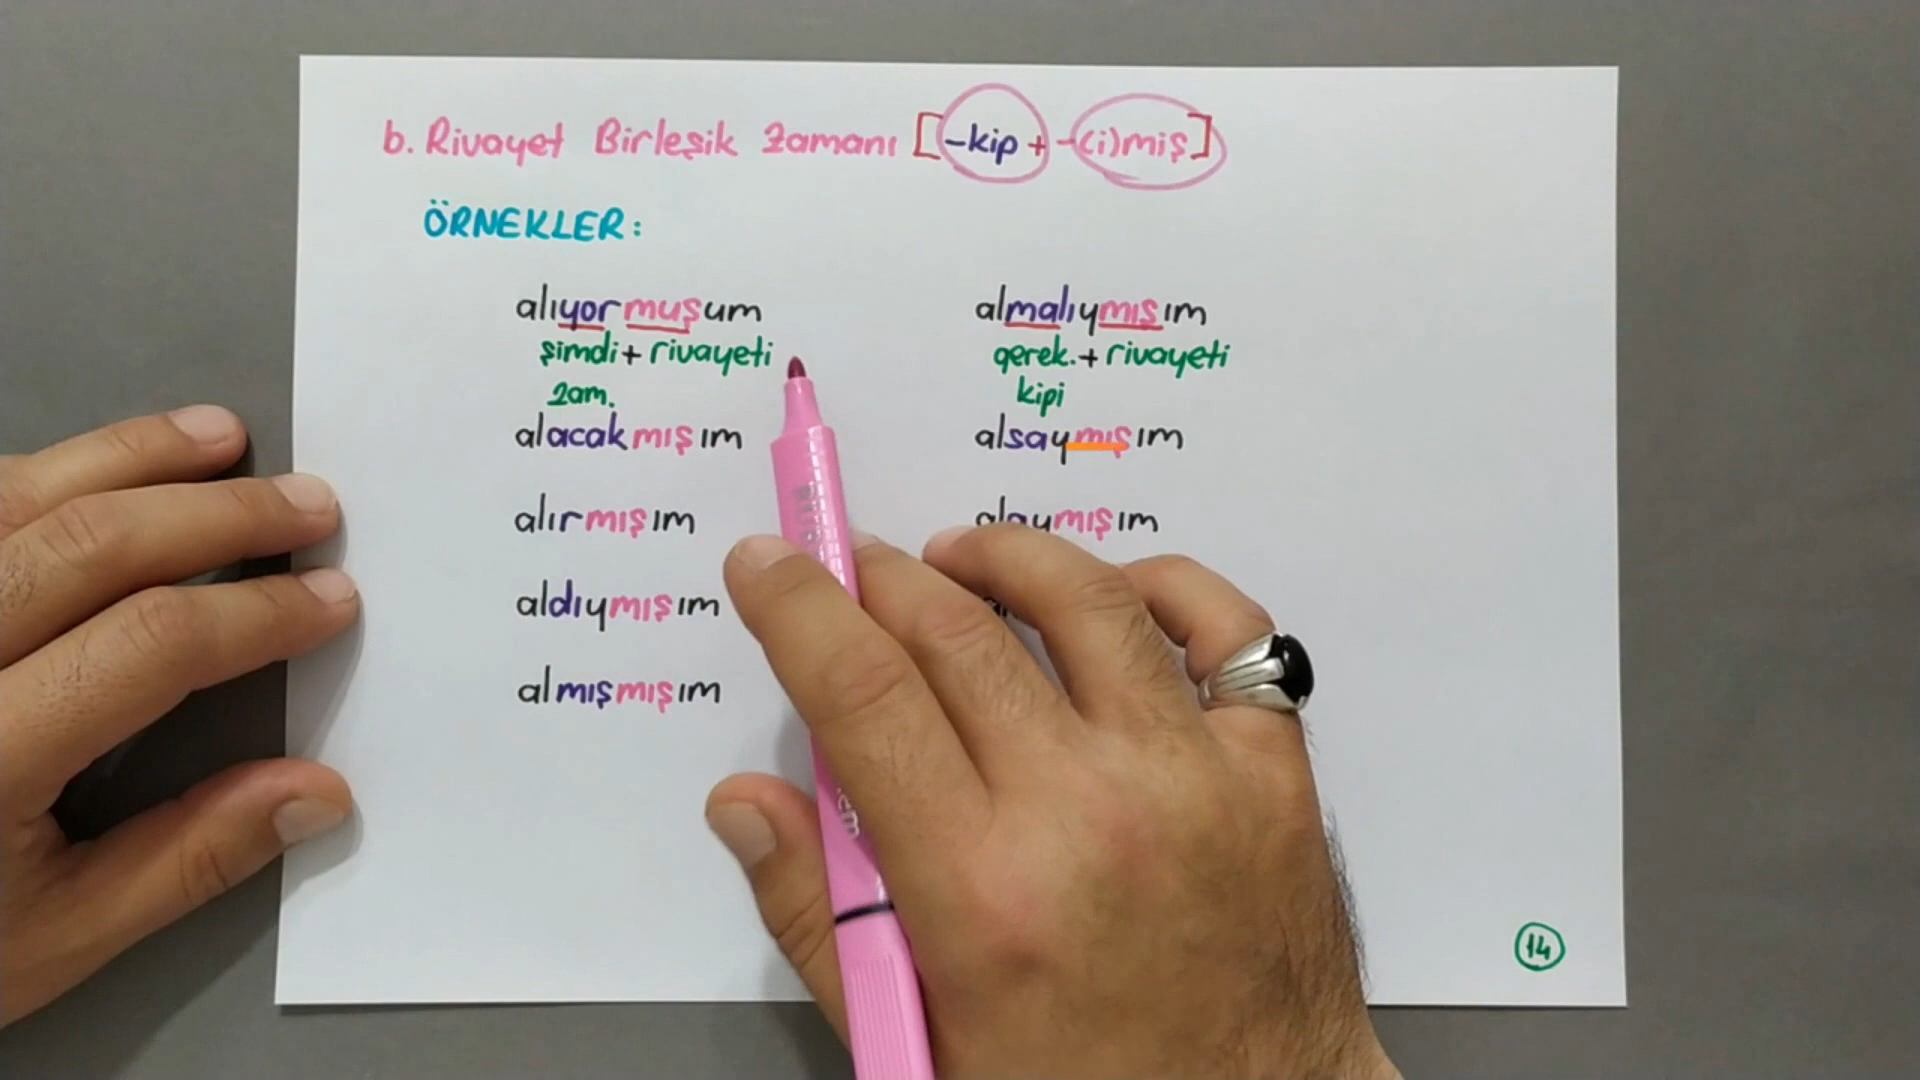 b. Rivayet Birleşik Zamanı [-kip + -(i)miş]
ÖRNEKLER:
alıyormuşum
şimdi + rivayeti
zam.
alacakmışım
alırmışım
aldıymışım
almışmışım
almalıymışım
gerek. + rivayeti
kipi
alsaymışım
alaymışım
14